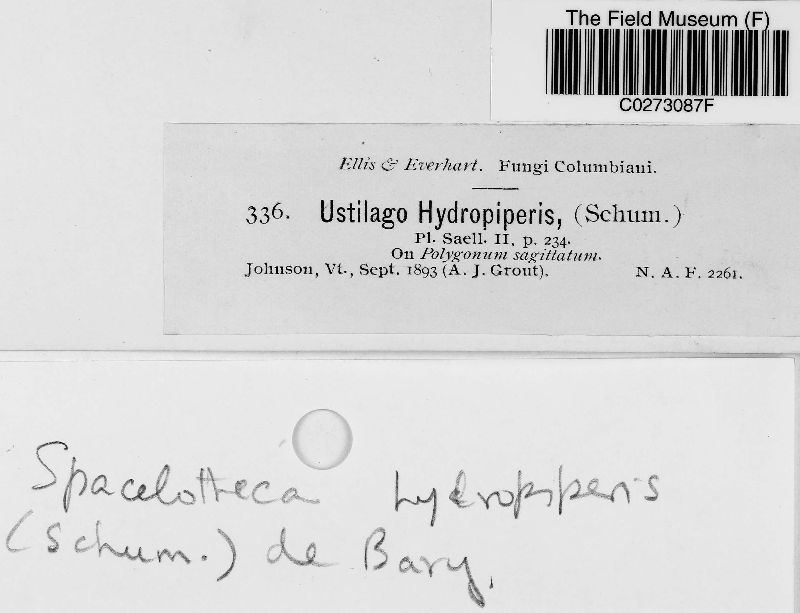 The Field Museum (F)
C0273087F
Ellis & Everhart. Fungi Columbiani.
336. Ustilago Hydropiperis, (Schum.)
Pl. Saell. II, p. 234.
On Polygonum sagittatum.
Johnson, Vt., Sept. 1893 (A. J. Grout). N. A. F. 2261.
Spacelotheca hydropiperis
(Schum.) de Bary.